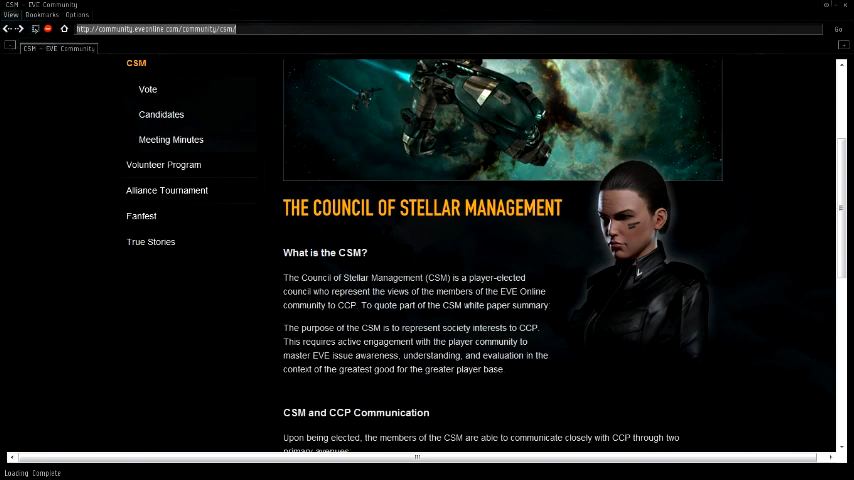 CSM - EVE Community
View Bookmarks Options
http://community.eveonline.com/community/csm/
Go
CSM - EVE Community
CSM
Vote
Candidates
Meeting Minutes
Volunteer Program
Alliance Tournament
Fanfest
True Stories
THE COUNCIL OF STELLAR MANAGEMENT
What is the CSM?
The Council of Stellar Management (CSM) is a player-elected
council who represent the views of the members of the EVE Online
community to CCP. To quote part of the CSM white paper summary:
The purpose of the CSM is to represent society interests to CCP.
This requires active engagement with the player community to
master EVE issue awareness, understanding, and evaluation in the
context of the greatest good for the greater player base.
CSM and CCP Communication
Upon being elected, the members of the CSM are able to communicate closely with CCP through two
primary avenues:
Loading Complete